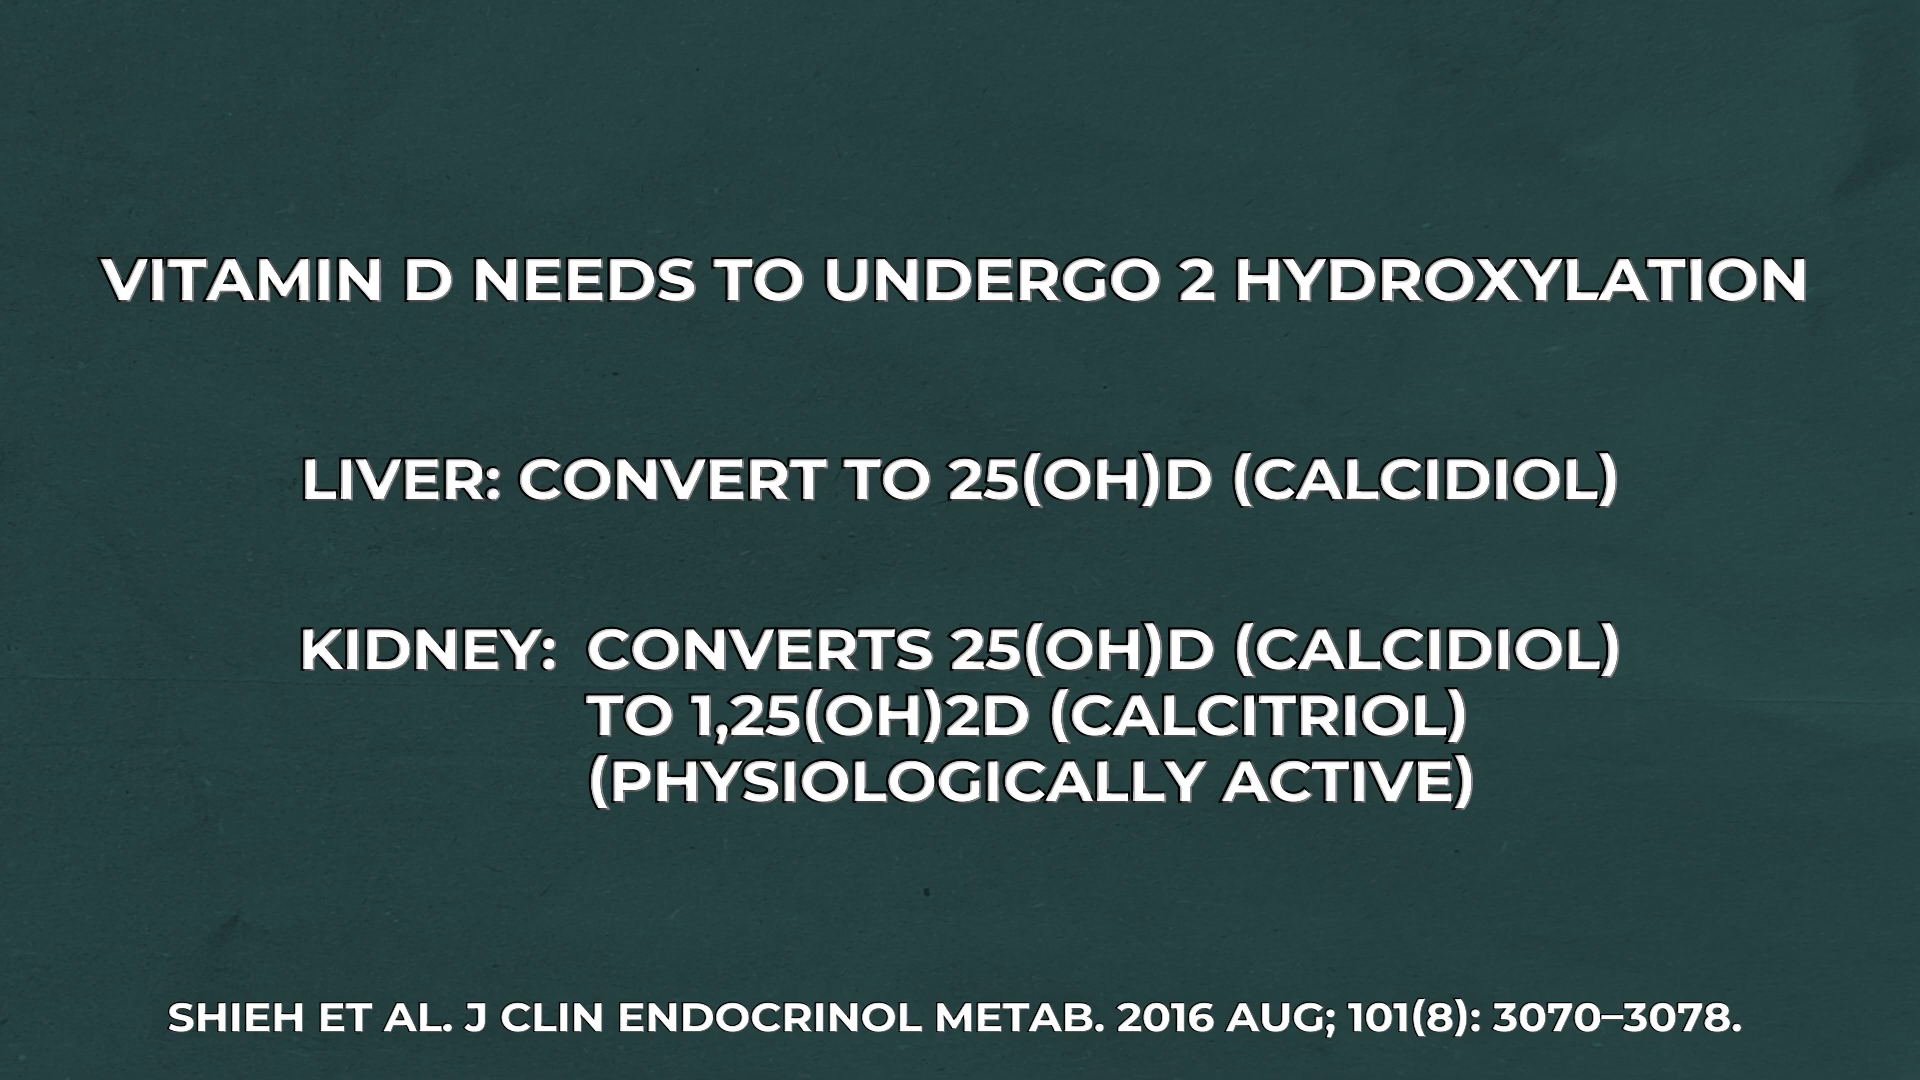 VITAMIN D NEEDS TO UNDERGO 2 HYDROXYLATION
LIVER: CONVERT TO 25(OH)D (CALCIDIOL)
KIDNEY: CONVERTS 25(OH)D (CALCIDIOL)
TO 1,25(OH)2D (CALCITRIOL)
(PHYSIOLOGICALLY ACTIVE)
SHIEH ET AL. J CLIN ENDOCRINOL METAB. 2016 AUG; 101(8): 3070–3078.